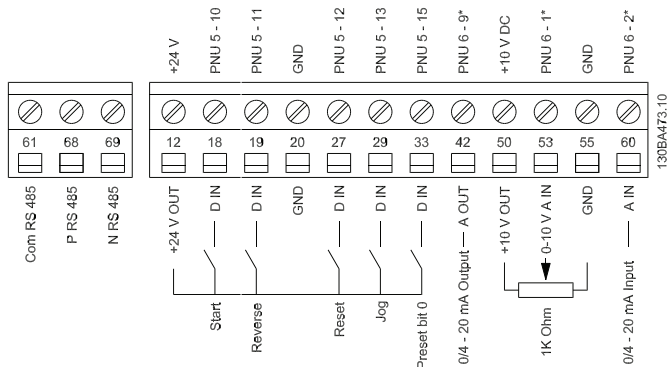 +24 V
PNU 5 - 10
PNU 5 - 11
GND
PNU 5 - 12
PNU 5 - 13
PNU 5 - 15
PNU 6 - 9*
+10 V DC
PNU 6 - 1*
GND
PNU 6 - 2*
61 68 69
12 18 19 20 27 29 33 42 50 53 55 60
Com RS 485
P RS 485
N RS 485
+24 V OUT
D IN
D IN
GND
D IN
D IN
D IN
A OUT
+10 V OUT
0-10 V A IN
GND
A IN
Start
Reverse
Reset
Jog
Preset bit 0
0/4 - 20 mA Output
1K Ohm
0/4 - 20 mA Input
130BA473.10